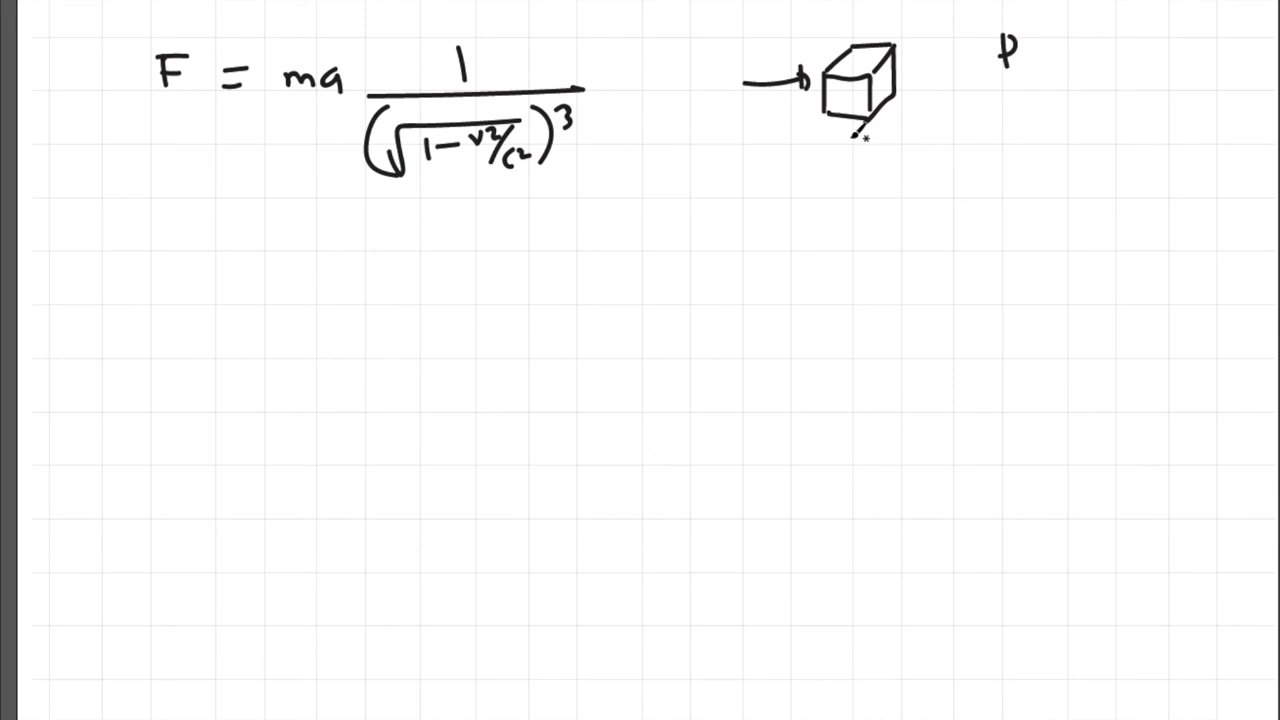 F = ma 1/(√1-v²/c²)³
P